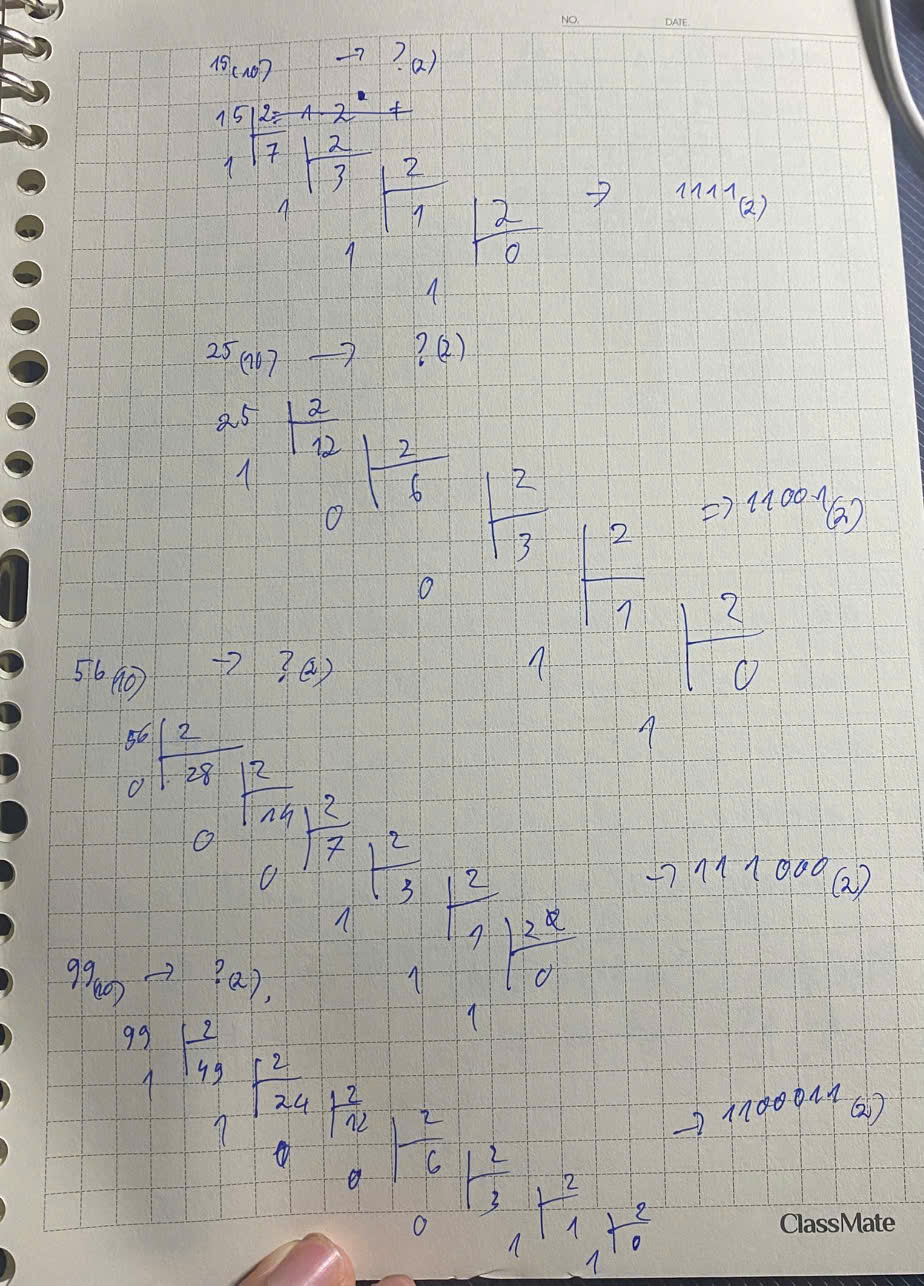 NO. DATE.
15(10) → ?(2)
15 2 = 1 · 2 +
1 7 2
1 3 2
1 1 2 → 1111(2)
1 0
25(10) → ?(2)
25 2
1 12 2
0 6 2 => 11001(2)
0 3 2
1 1 2
1 0
56(10) → ?(2)
56 2
0 28 2
0 14 2
0 7 2
1 3 2 → 111000(2)
1 1 2
1 0
99(10) → ?(2),
99 2
1 49 2
1 24 2
0 12 2 → 1100011(2)
0 6 2
0 3 2
1 1 2
1 0
ClassMate